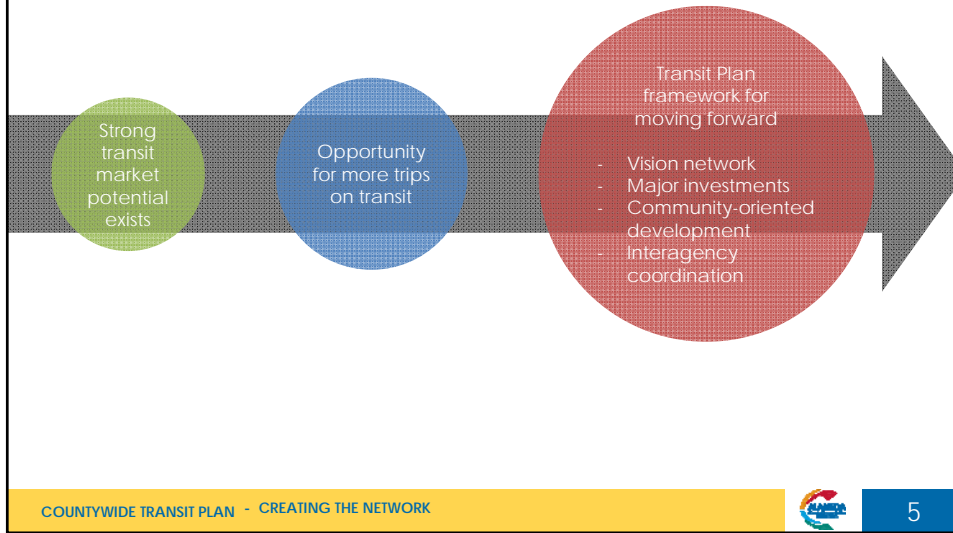 Strong
transit
market
potential
exists
Opportunity
for more trips
on transit
Transit Plan
framework for
moving forward
- Vision network
- Major investments
- Community-oriented
development
- Interagency
coordination
COUNTYWIDE TRANSIT PLAN - CREATING THE NETWORK
ALAMEDA
5